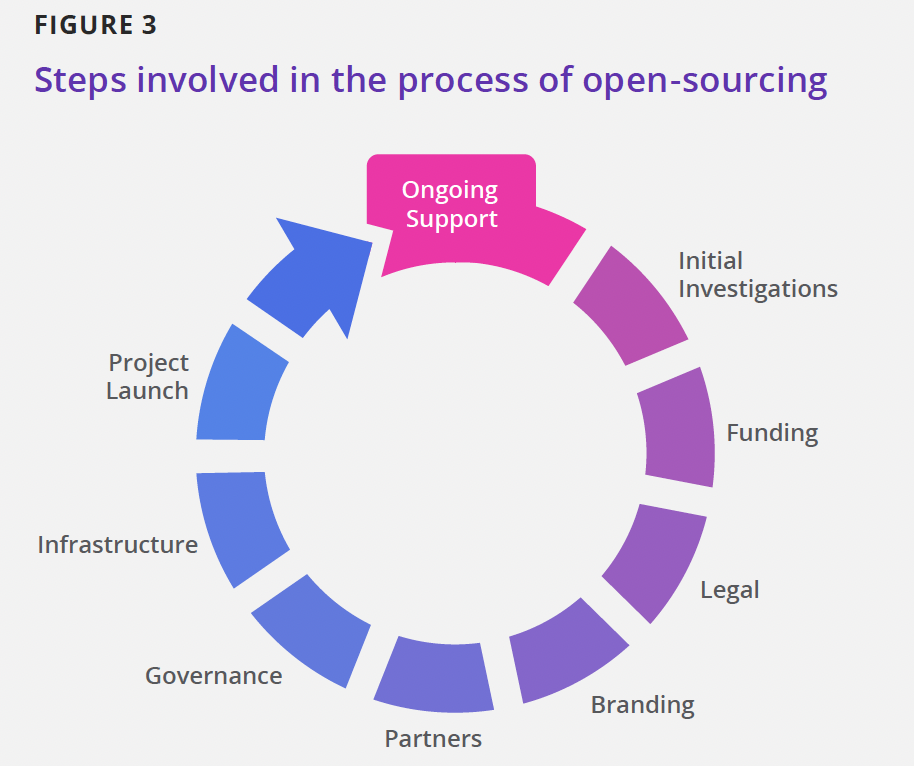 FIGURE 3
Steps involved in the process of open-sourcing
Ongoing
Support
Initial
Investigations
Funding
Legal
Branding
Partners
Governance
Infrastructure
Project
Launch